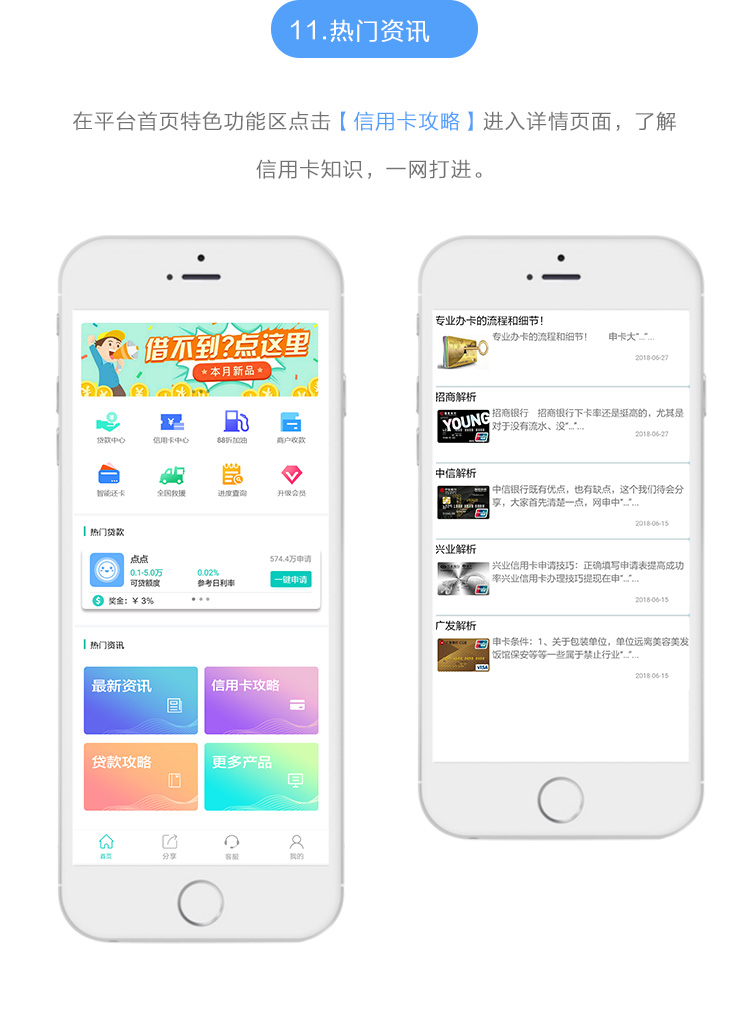 11.热门资讯
在平台首页特色功能区点击【信用卡攻略】进入详情页面，了解
信用卡知识，一网打进。
借不到?点这里
★本月新品★
贷款中心
信用卡中心
88折加油
商户收款
智能还卡
全国救援
进度查询
升级会员
热门贷款
点点
574.4万申请
0.1-5.0万
0.02%
可贷额度
参考日利率
一键申请
奖金：¥ 3%
热门资讯
最新资讯
信用卡攻略
贷款攻略
更多产品
首页
分享
客服
我的
专业办卡的流程和细节！
专业办卡的流程和细节！ 申卡大“...”...
2018-06-27
招商解析
招商银行 招商银行下卡率还是挺高的，尤其是
对于没有流水、没“...”...
YOUNG
2018-06-27
中信解析
中信银行既有优点，也有缺点，这个我们待会分
享，大家首先清楚一点，网申中“...”...
2018-06-15
兴业解析
兴业信用卡申请技巧：正确填写申请表提高成功
率兴业信用卡办理技巧提现在申“...”...
2018-06-15
广发解析
申卡条件：1、关于包装单位，单位远离美容美发
饭馆保安等等一些属于禁止行业“...”...
VISA
2018-06-15